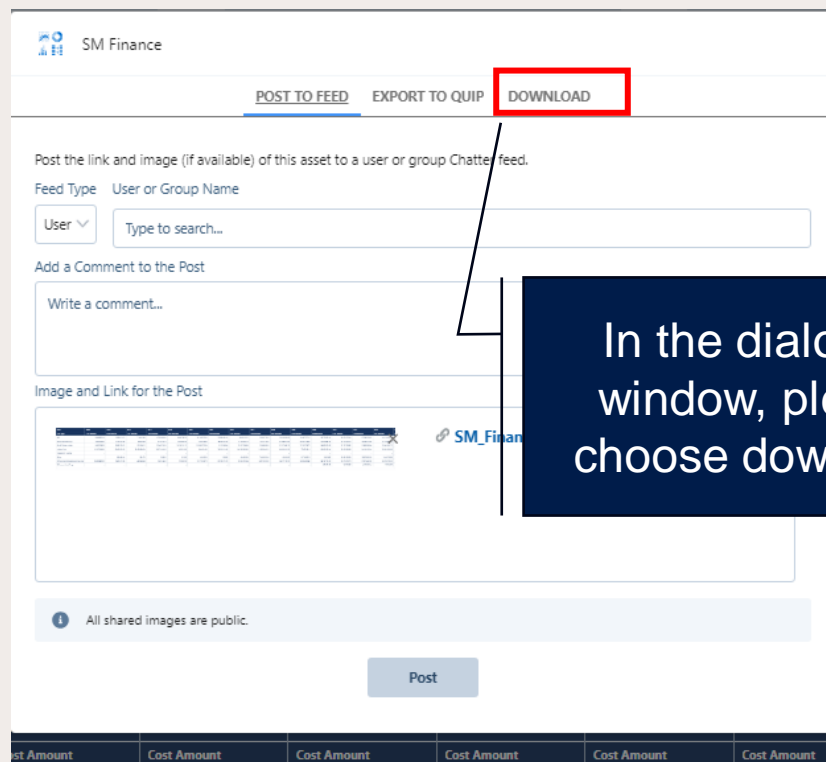 SM Finance
POST TO FEED EXPORT TO QUIP DOWNLOAD
Post the link and image (if available) of this asset to a user or group Chatter feed.
Feed Type User or Group Name
User Type to search...
Add a Comment to the Post
Write a comment...
In the dialo
window, ple
choose dow
Image and Link for the Post
SM_Finan
All shared images are public.
Post
ost Amount Cost Amount Cost Amount Cost Amount Cost Amount Cost Amount